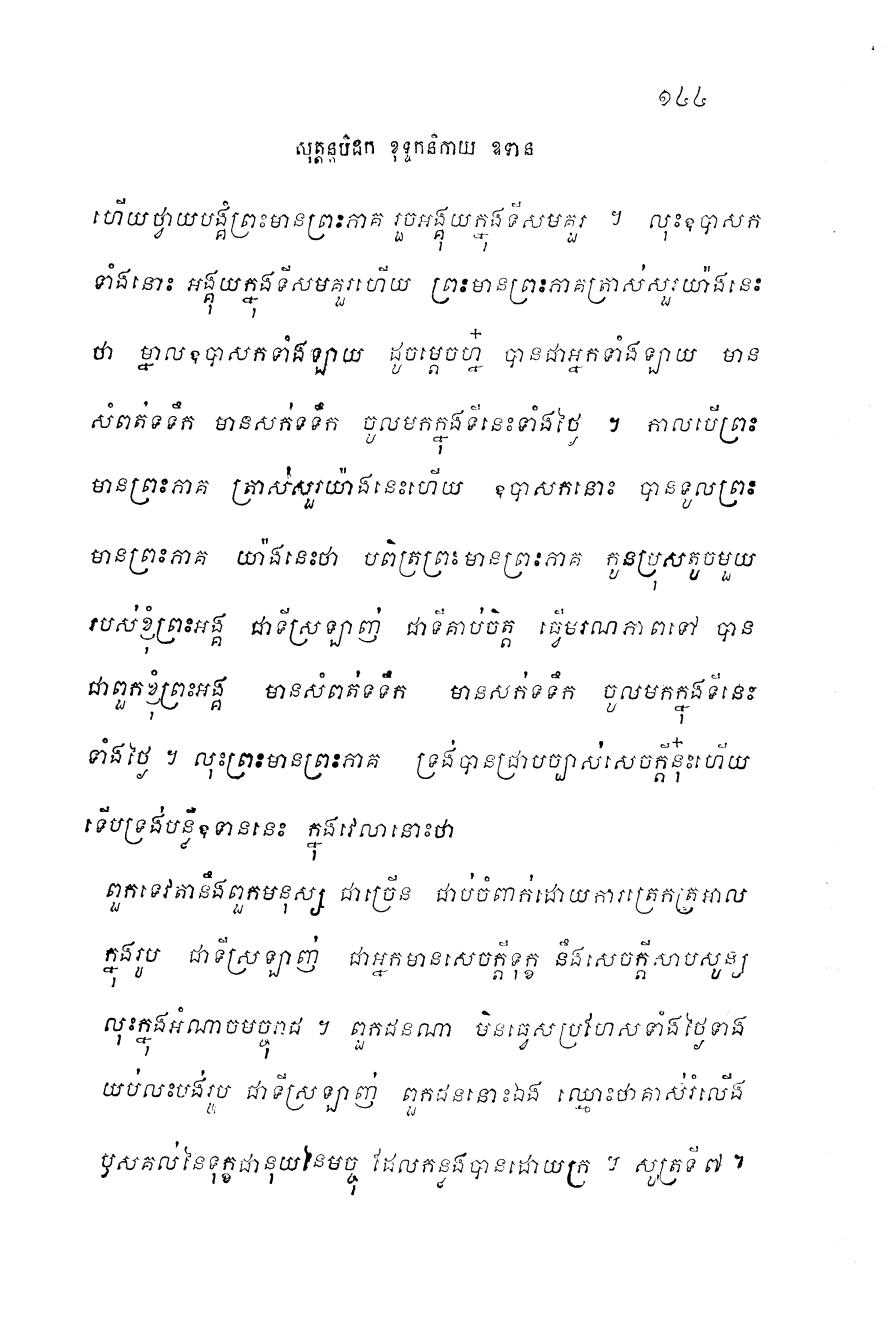 ១៤៤
សុត្តន្តបិដក ខុទ្ទកនិកាយ ឧទាន
ហើយថ្វាយបង្គំព្រះមានព្រះភាគ រួចអង្គុយក្នុងទីសមគួរ ។ លុះឧបាសក
ទាំងនោះ អង្គុយក្នុងទីសមគួរហើយ ព្រះមានព្រះភាគត្រាស់សួរយ៉ាងនេះ
ថា ម្នាលឧបាសកទាំងឡាយ ដូចម្តេចហ្ន៎ បានជាអ្នកទាំងឡាយ មាន
សំពត់ទទឹក មានសក់ទទឹក ចូលមកក្នុងទីនេះទាំងថ្ងៃ ។ កាលបើព្រះ
មានព្រះភាគ ត្រាស់សួរយ៉ាងនេះហើយ ឧបាសកនោះ បានទូលព្រះ
មានព្រះភាគ យ៉ាងនេះថា បពិត្រព្រះមានព្រះភាគ កូនប្រុសតូចមួយ
របស់ខ្ញុំព្រះអង្គ ជាទីស្រឡាញ់ ជាទីគាប់ចិត្ត ធ្វើមរណភាពទៅ បាន
ជាពួកខ្ញុំព្រះអង្គ មានសំពត់ទទឹក មានសក់ទទឹក ចូលមកក្នុងទីនេះ
ទាំងថ្ងៃ ។ លុះព្រះមានព្រះភាគ ទ្រង់បានជ្រាបច្បាស់សេចក្តីនុ៎ះហើយ
ទើបទ្រង់បន្លឺឧទាននេះ ក្នុងវេលានោះថា
ពួកទេវតានឹងពួកមនុស្ស ជាច្រើន ជាប់ចំពាក់ដោយការត្រេកត្រអាល
ក្នុងរូប ជាទីស្រឡាញ់ ជាអ្នកមានសេចក្តីទុក្ខ នឹងសេចក្តីសាបសូន្យ
លុះក្នុងអំណាចមច្ចុរាជ ។ ពួកជនណា មិនធ្វេសប្រហែសទាំងថ្ងៃទាំង
យប់លះបង់រូប ជាទីស្រឡាញ់ ពួកជននោះឯង ឈ្មោះថាគាស់រំលើង
ឫសគល់នៃទុក្ខជានុយនៃមច្ចុ ដែលកន្លងបានដោយក្រ ។ សូត្រទី៧ ។